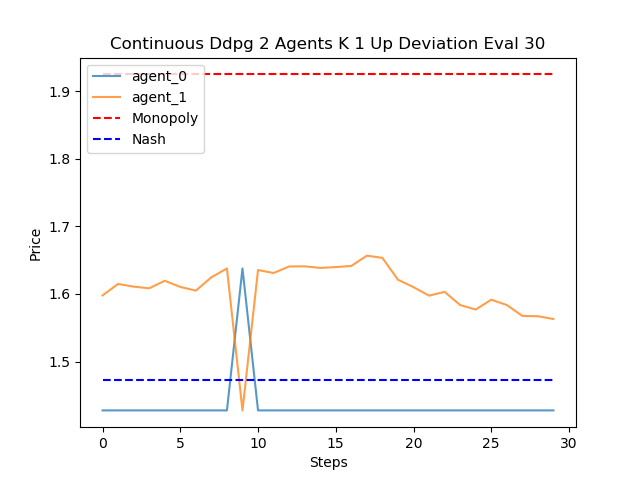 Continuous Ddpg 2 Agents K 1 Up Deviation Eval 30
agent_0
agent_1
Monopoly
Nash
Price
1.9
1.8
1.7
1.6
1.5
0 5 10 15 20 25 30
Steps